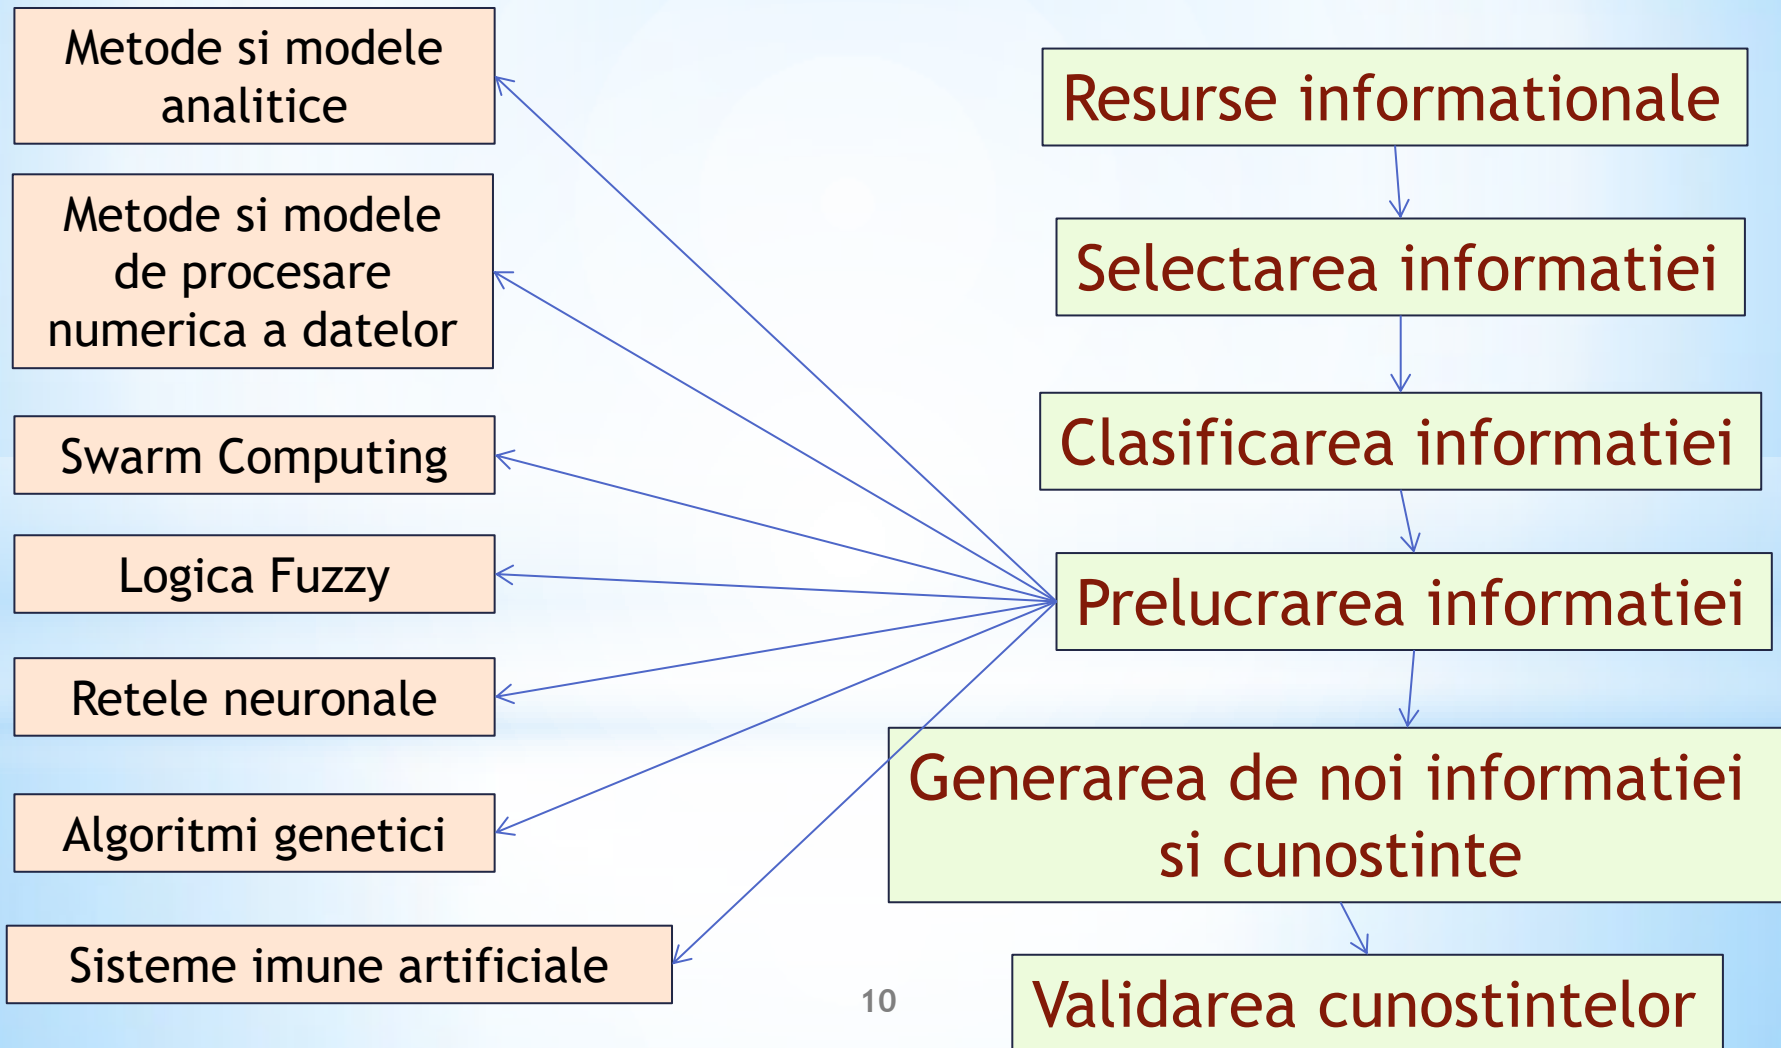 Metode si modele
analitice
Metode si modele
de procesare
numerica a datelor
Swarm Computing
Logica Fuzzy
Retele neuronale
Algoritmi genetici
Sisteme imune artificiale
Resurse informationale
Selectarea informatiei
Clasificarea informatiei
Prelucrarea informatiei
Generarea de noi informatiei
si cunostinte
Validarea cunostintelor
10